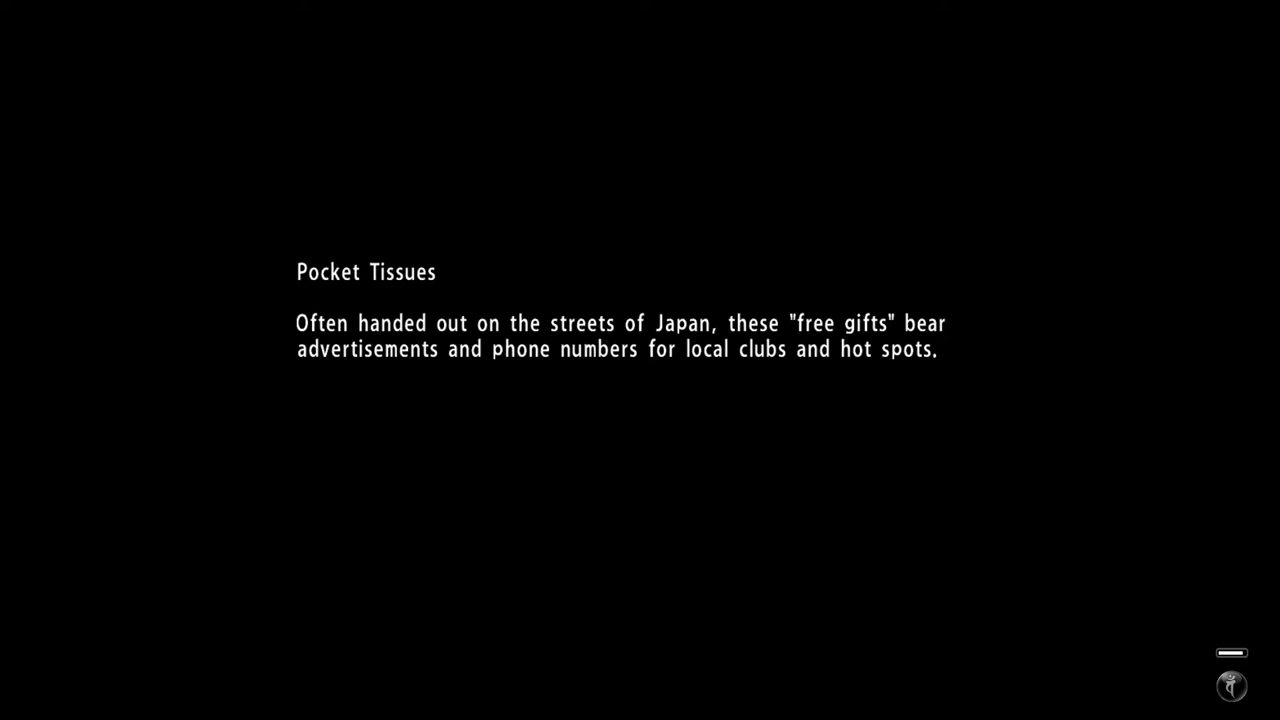 Pocket Tissues
Often handed out on the streets of Japan, these "free gifts" bear
advertisements and phone numbers for local clubs and hot spots.